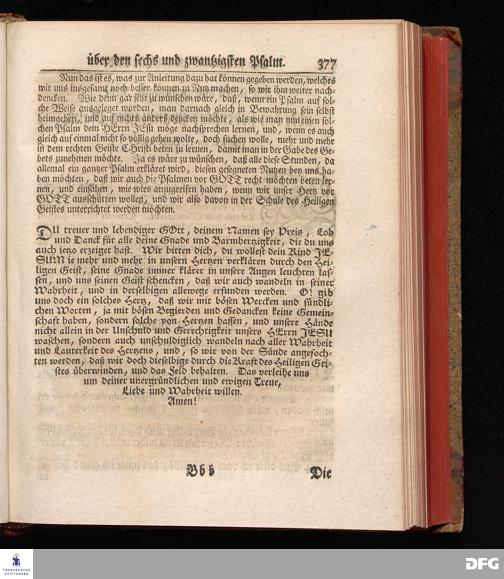 über den sechs und zwantzigsten Psalm. 377
Nun das ist es, was zur Anleitung dazu hat können gegeben werden, welches
wir uns insgesamt noch besser können zu Nutz machen, so wir ihm weiter nach-
dencken. Wie denn gar sehr zu wünschen wäre, daß, wenn ein Psalm auf sol-
che Weise ausgeleget worden, man darnach gleich in Bewahrung sein selbst
heimgehen, und auf nichts anders dencken möchte, als wie man nun einen sol-
chen Psalm dem HErrn JEsu möge nachsprechen lernen, und, wenn es auch
gleich auf einmal nicht so völlig gehen wolte, doch suchen wolle, mehr und mehr
in dem rechten Geiste Christi beten zu lernen, damit man in der Gabe des Ge-
bets zunehmen möchte. Ja es wäre zu wünschen, daß alle diese Stunden, da
allemal ein gantzer Psalm erkläret wird, diesen gesegneten Nutzen bey uns ha-
ben möchten, daß wir auch die Psalmen vor GOTT recht möchten beten ler-
nen, und einsähen, wie wirs anzugreifen haben, wenn wir unser Hertz vor
GOTT ausschütten wollen, und wir also davon in der Schule des Heiligen
Geistes unterrichtet werden möchten.
DU treuer und lebendiger GOtt, deinem Namen sey Preis, Lob
und Danck für alle deine Gnade und Barmhertzigkeit, die du uns
auch ietzo erzeiget hast. Wir bitten dich, du wollest dein Kind JE-
SUM ie mehr und mehr in unsern Hertzen verklären durch den Hei-
ligen Geist, seine Gnade immer klärer in unsere Augen leuchten las-
sen, und uns seinen Geist schencken, daß wir auch wandeln in seiner
Wahrheit, und in derselbigen allewege erfunden werden. O! gib
uns doch ein solches Hertz, daß wir mit bösen Wercken und sündli-
chen Worten, ja mit bösen Begierden und Gedancken keine Gemein-
schaft haben, sondern solche von Hertzen hassen, und unsere Hände
nicht allein in der Unschuld und Gerechtigkeit unsers HErrn JESU
waschen, sondern auch unschuldiglich wandeln nach aller Wahrheit
und Lauterkeit des Hertzens, und, so wir von der Sünde angefoch-
ten werden, daß wir doch dieselbige durch die Kraft des Heiligen Gei-
stes überwinden, und das Feld behalten. Das verleihe uns
um deiner unergründlichen und ewigen Treue,
Liebe und Wahrheit willen.
Amen!
Bbb Die
DFG